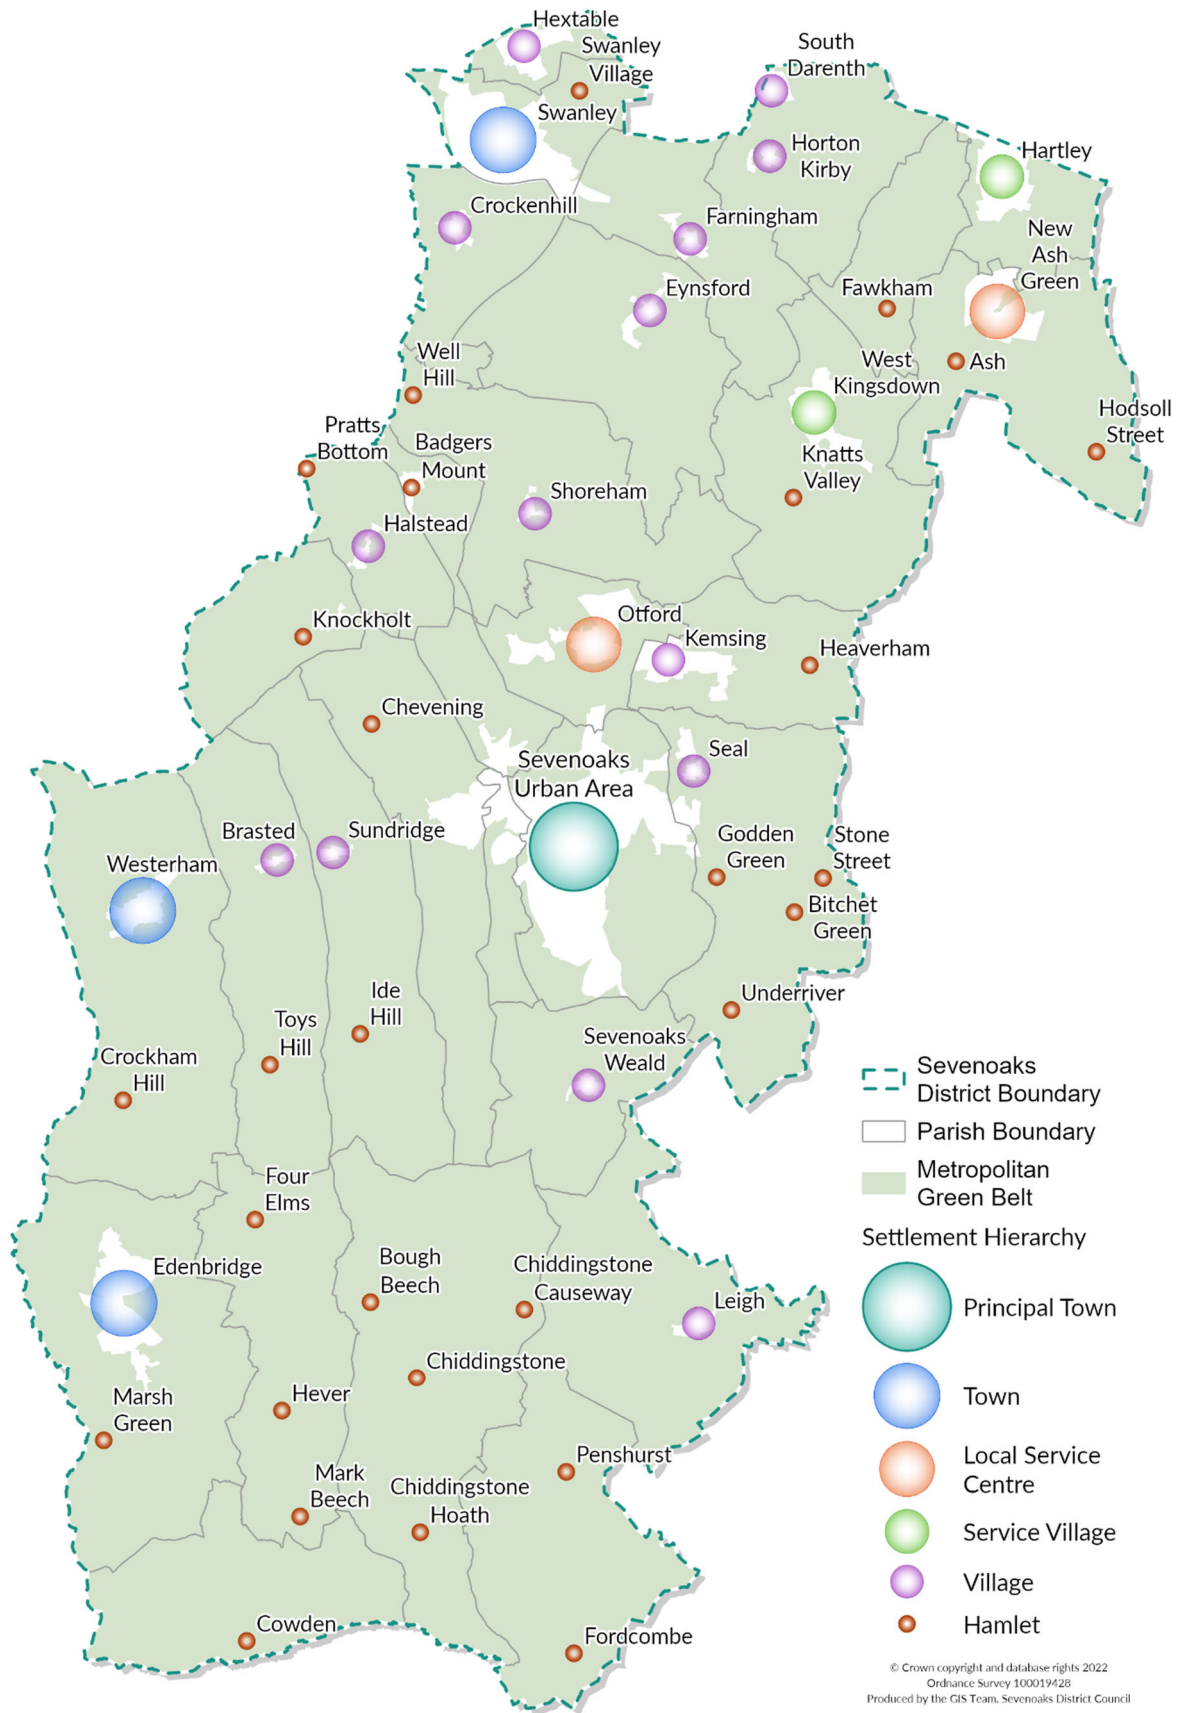 Hextable
Swanley
Village
Swanley
South
Darenth
Horton
Kirby
Hartley
Crockenhill
Farningham
New
Ash
Green
Eynsford
Fawkham
Well
Hill
West
Kingsdown
Ash
Hodsoll
Street
Pratts
Bottom
Badgers
Mount
Knatts
Valley
Shoreham
Halstead
Otford
Knockholt
Kemsing
Heaverham
Chevening
Sevenoaks
Urban Area
Seal
Brasted
Sundridge
Godden
Green
Stone
Street
Westerham
Bitchet
Green
Ide
Hill
Underriver
Toys
Hill
Sevenoaks
Weald
Crockham
Hill
Four
Elms
Edenbridge
Bough
Beech
Chiddingstone
Causeway
Leigh
Chiddingstone
Marsh
Green
Hever
Penshurst
Mark
Beech
Chiddingstone
Hoath
Cowden
Fordcombe
Sevenoaks
District Boundary
Parish Boundary
Metropolitan
Green Belt
Settlement Hierarchy
Principal Town
Town
Local Service
Centre
Service Village
Village
Hamlet
© Crown copyright and database rights 2022
Ordnance Survey 100019428
Produced by the GIS Team, Sevenoaks District Council